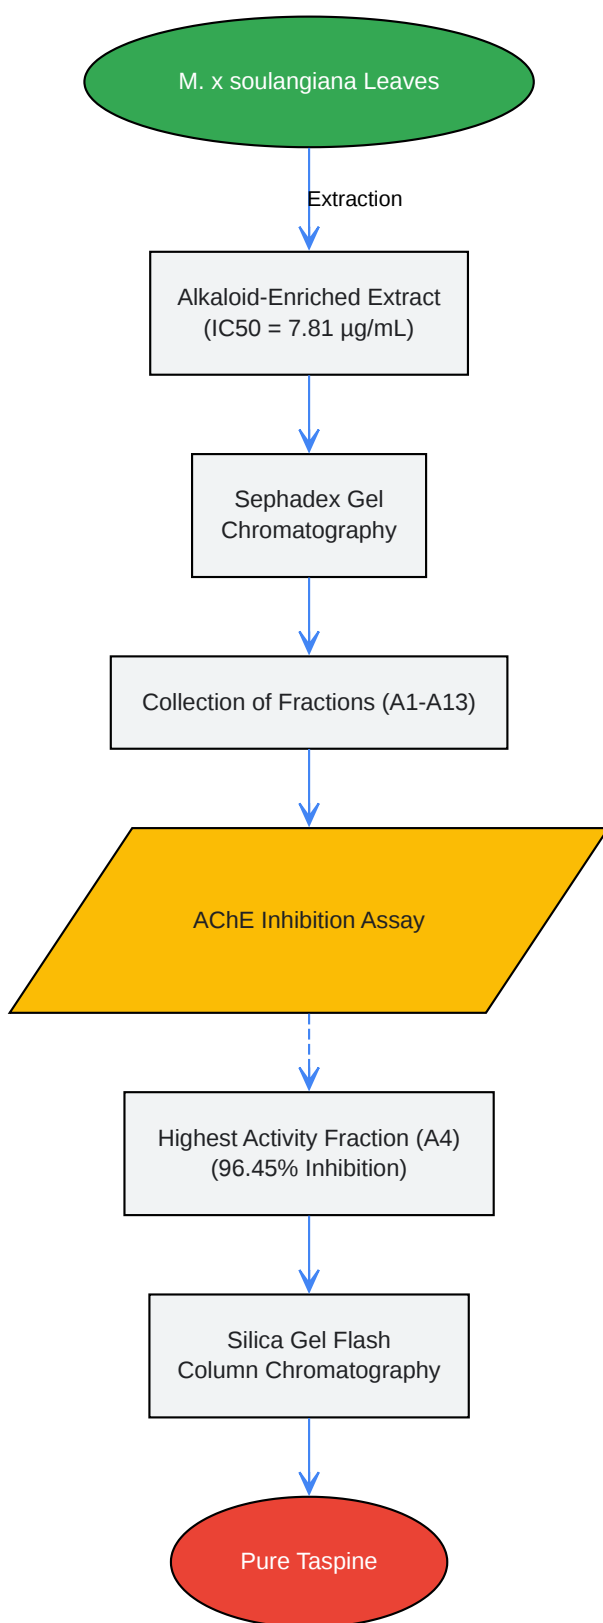 M. x soulangiana Leaves
Extraction
Alkaloid-Enriched Extract
(IC50 = 7.81 µg/mL)
Sephadex Gel
Chromatography
Collection of Fractions (A1-A13)
AChE Inhibition Assay
Highest Activity Fraction (A4)
(96.45% Inhibition)
Silica Gel Flash
Column Chromatography
Pure Taspine